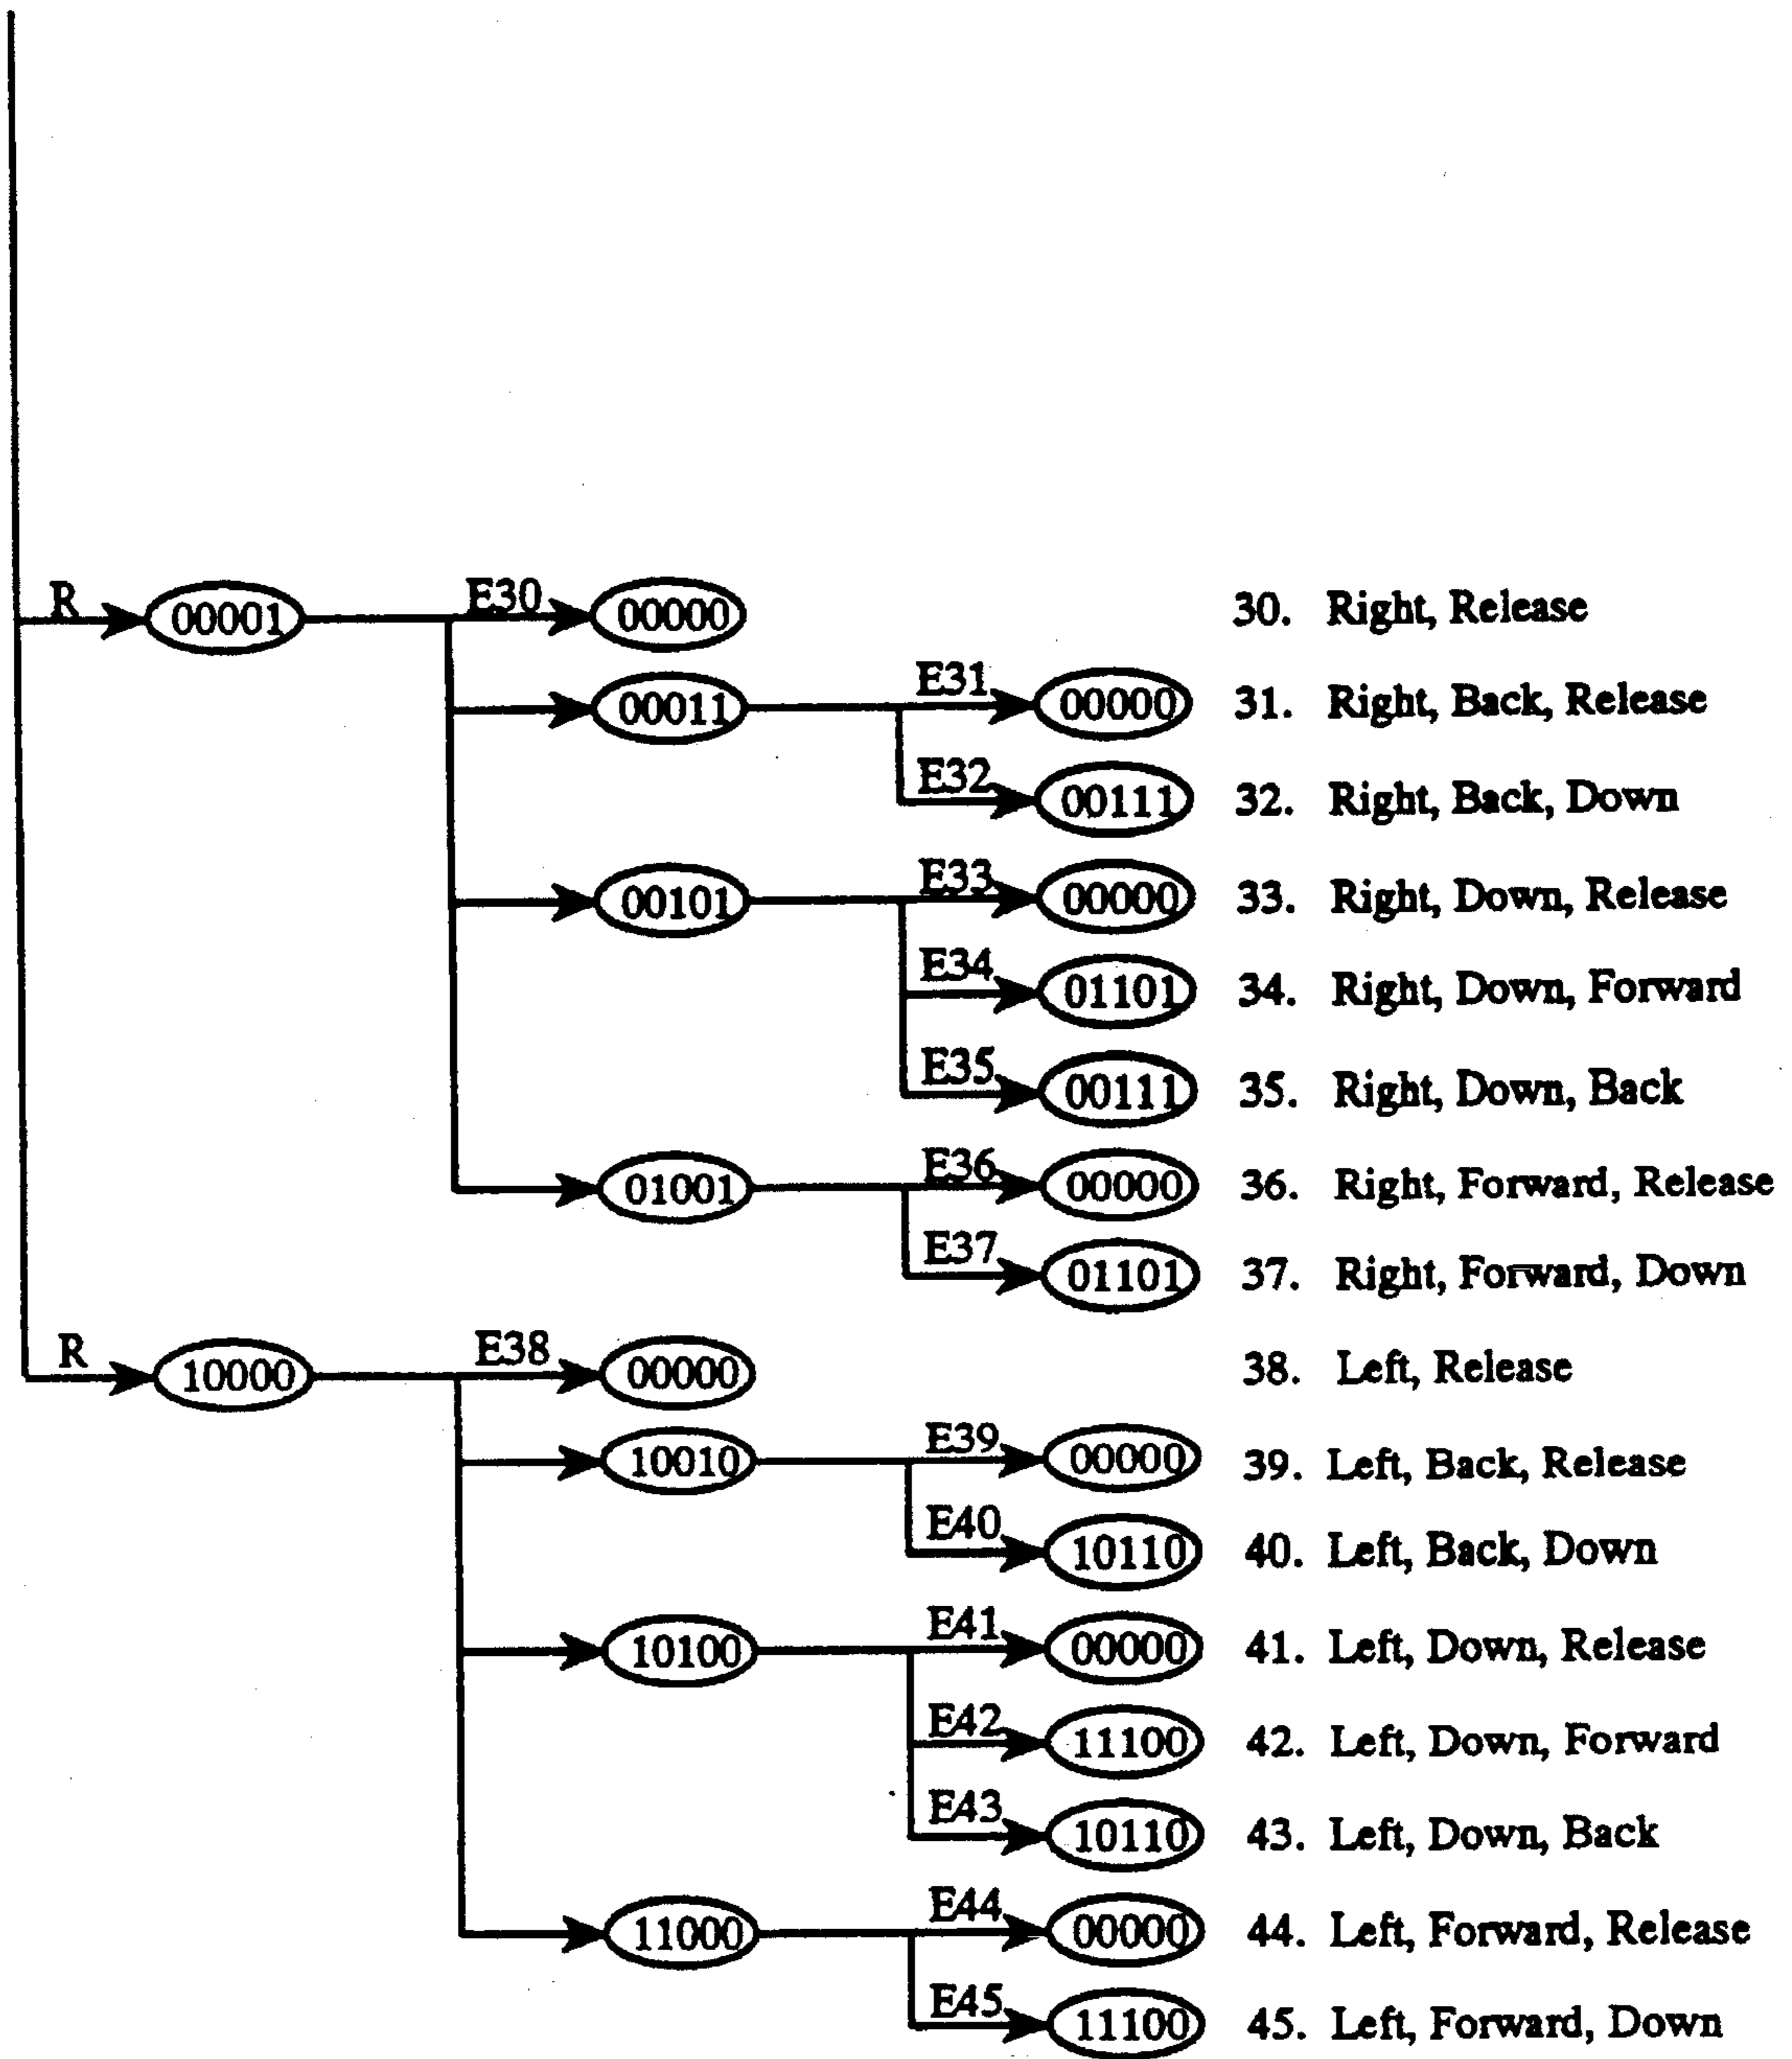 R 00001 E30 00000 30. Right, Release
00011 E31 00000 31. Right, Back, Release
E32 00111 32. Right, Back, Down
00101 E33 00000 33. Right, Down, Release
E34 01101 34. Right, Down, Forward
E35 00111 35. Right, Down, Back
01001 E36 00000 36. Right, Forward, Release
E37 01101 37. Right, Forward, Down
R 10000 E38 00000 38. Left, Release
10010 E39 00000 39. Left, Back, Release
E40 10110 40. Left, Back, Down
10100 E41 00000 41. Left, Down, Release
E42 11100 42. Left, Down, Forward
E43 10110 43. Left, Down, Back
11000 E44 00000 44. Left, Forward, Release
E45 11100 45. Left, Forward, Down